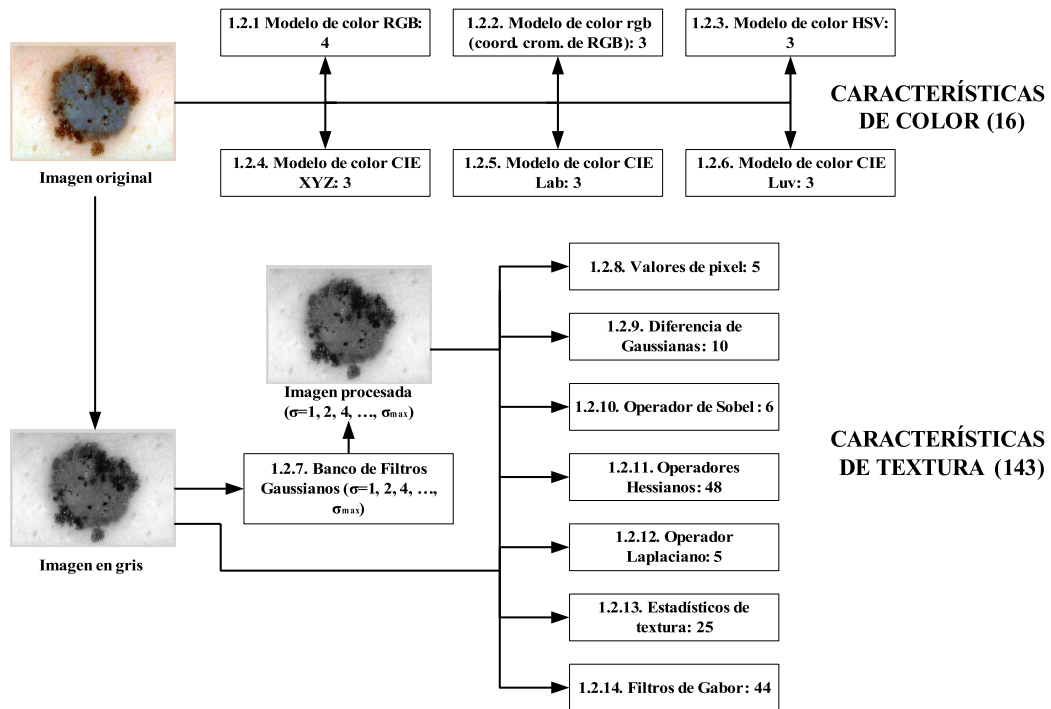 1.2.1 Modelo de color RGB:
4
1.2.2. Modelo de color rgb
(coord. crom. de RGB): 3
1.2.3. Modelo de color HSV:
3
CARACTERÍSTICAS
DE COLOR (16)
1.2.4. Modelo de color CIE
XYZ: 3
1.2.5. Modelo de color CIE
Lab: 3
1.2.6. Modelo de color CIE
Luv: 3
Imagen original
1.2.8. Valores de pixel: 5
1.2.9. Diferencia de
Gaussianas: 10
Imagen procesada
(σ=1, 2, 4, …, σmax)
1.2.10. Operador de Sobel : 6
CARACTERÍSTICAS
DE TEXTURA (143)
1.2.7. Banco de Filtros
Gaussianos (σ=1, 2, 4, …,
σmax)
1.2.11. Operadores
Hessianos: 48
1.2.12. Operador
Laplaciano: 5
Imagen en gris
1.2.13. Estadísticos de
textura: 25
1.2.14. Filtros de Gabor: 44